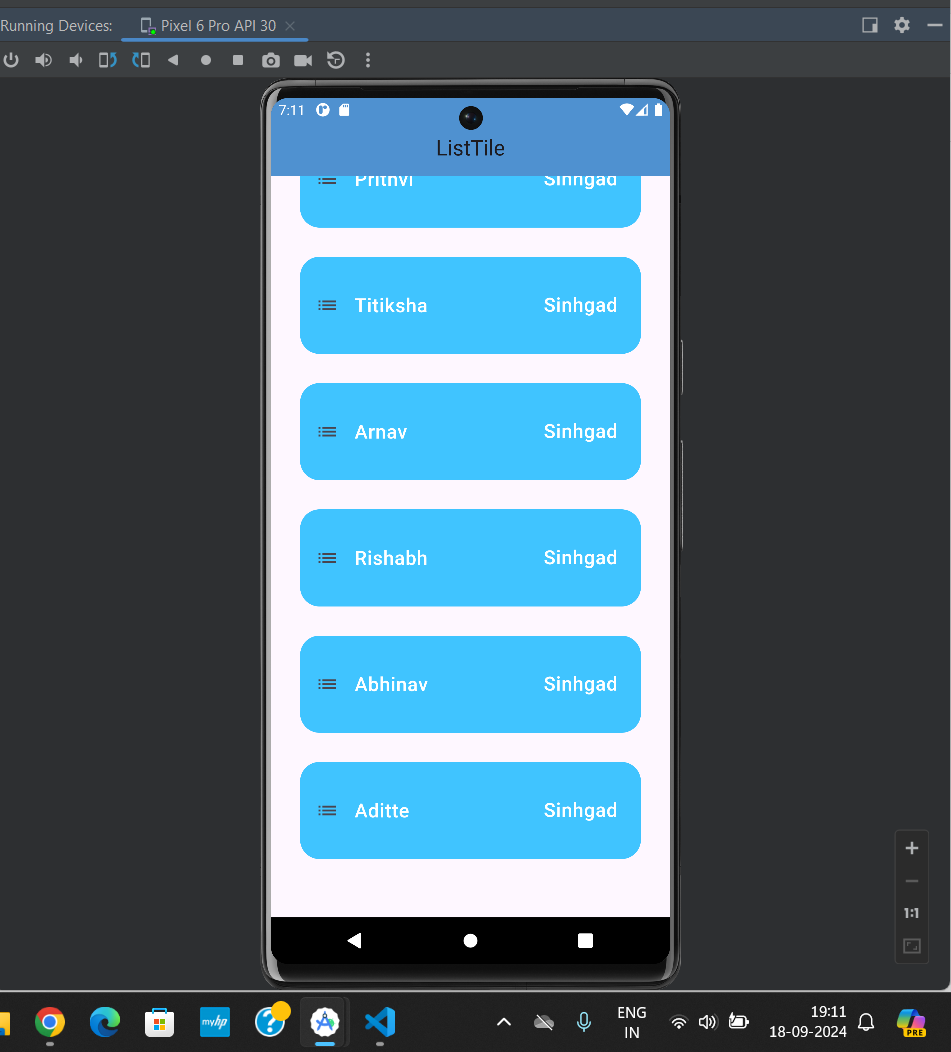 Running Devices: Pixel 6 Pro API 30
7:11
ListTile
Prithvi Sinhgad
Titiksha Sinhgad
Arnav Sinhgad
Rishabh Sinhgad
Abhinav Sinhgad
Aditte Sinhgad
1:1
myhp
ENG
IN
19:11
18-09-2024
PRE